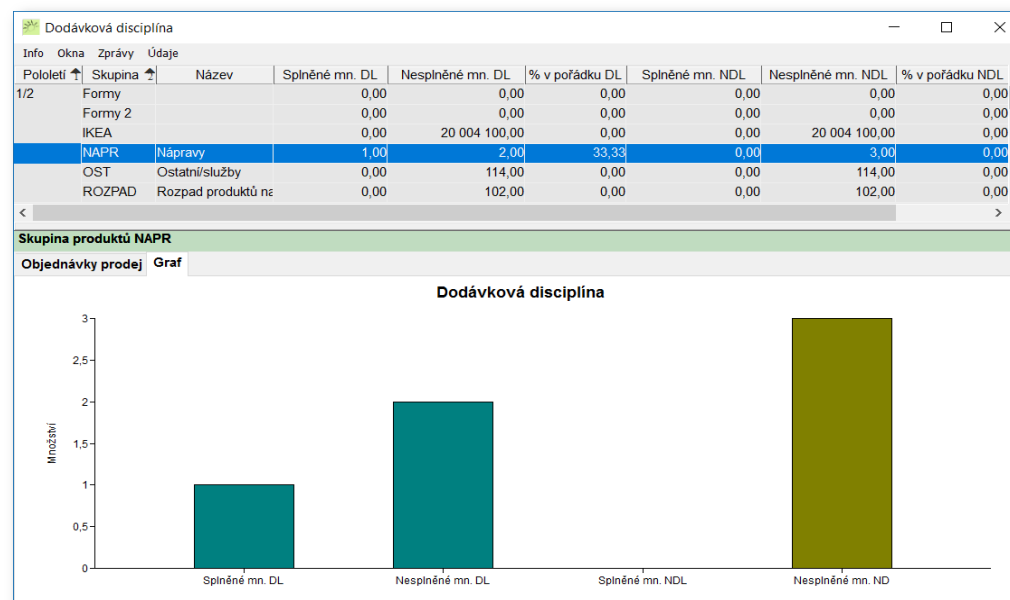 Dodávková disciplína
Info Okna Zprávy Údaje
Pololetí 1 Skupina 2 Název Splněné mn. DL Nesplněné mn. DL % v pořádku DL Splněné mn. NDL Nesplněné mn. NDL % v pořádku NDL
1/2 Formy 0,00 0,00 0,00 0,00 0,00 0,00
Formy 2 0,00 0,00 0,00 0,00 0,00 0,00
IKEA 0,00 20 004 100,00 0,00 0,00 20 004 100,00 0,00
NAPR Nápravy 1,00 2,00 33,33 0,00 3,00 0,00
OST Ostatní/služby 0,00 114,00 0,00 0,00 114,00 0,00
ROZPAD Rozpad produktů na 0,00 102,00 0,00 0,00 102,00 0,00
Skupina produktů NAPR
Objednávky prodej Graf
Dodávková disciplína
3
2,5
2
1,5
1
0,5
0
Množství
Splněné mn. DL Nesplněné mn. DL Splněné mn. NDL Nesplněné mn. ND